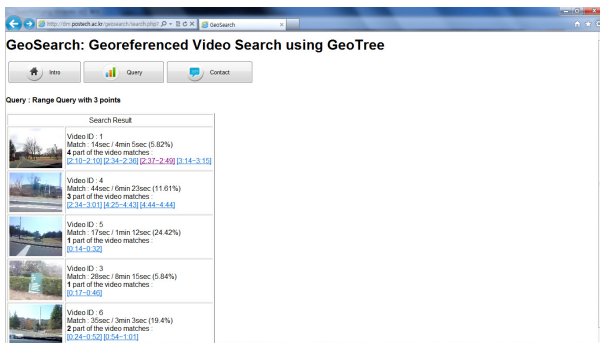 http://dm.postech.ac.kr/geosearch/search.php?
GeoSearch
GeoSearch: Georeferenced Video Search using GeoTree
Intro
Query
Contact
Query : Range Query with 3 points
Search Result
Video ID : 1
Match : 14sec / 4min 5sec (5.82%)
4 part of the video matches :
[2:10~2:10] [2:34~2:36] [2:37~2:49] [3:14~3:15]
Video ID : 4
Match : 44sec / 6min 23sec (11.61%)
3 part of the video matches :
[2:34~3:01] [4:25~4:43] [4:44~4:44]
Video ID : 5
Match : 17sec / 1min 12sec (24.42%)
1 part of the video matches :
[0:14~0:32]
Video ID : 3
Match : 28sec / 8min 15sec (5.84%)
1 part of the video matches :
[0:17~0:46]
Video ID : 6
Match : 35sec / 3min 3sec (19.4%)
2 part of the video matches :
[0:24~0:52] [0:54~1:01]